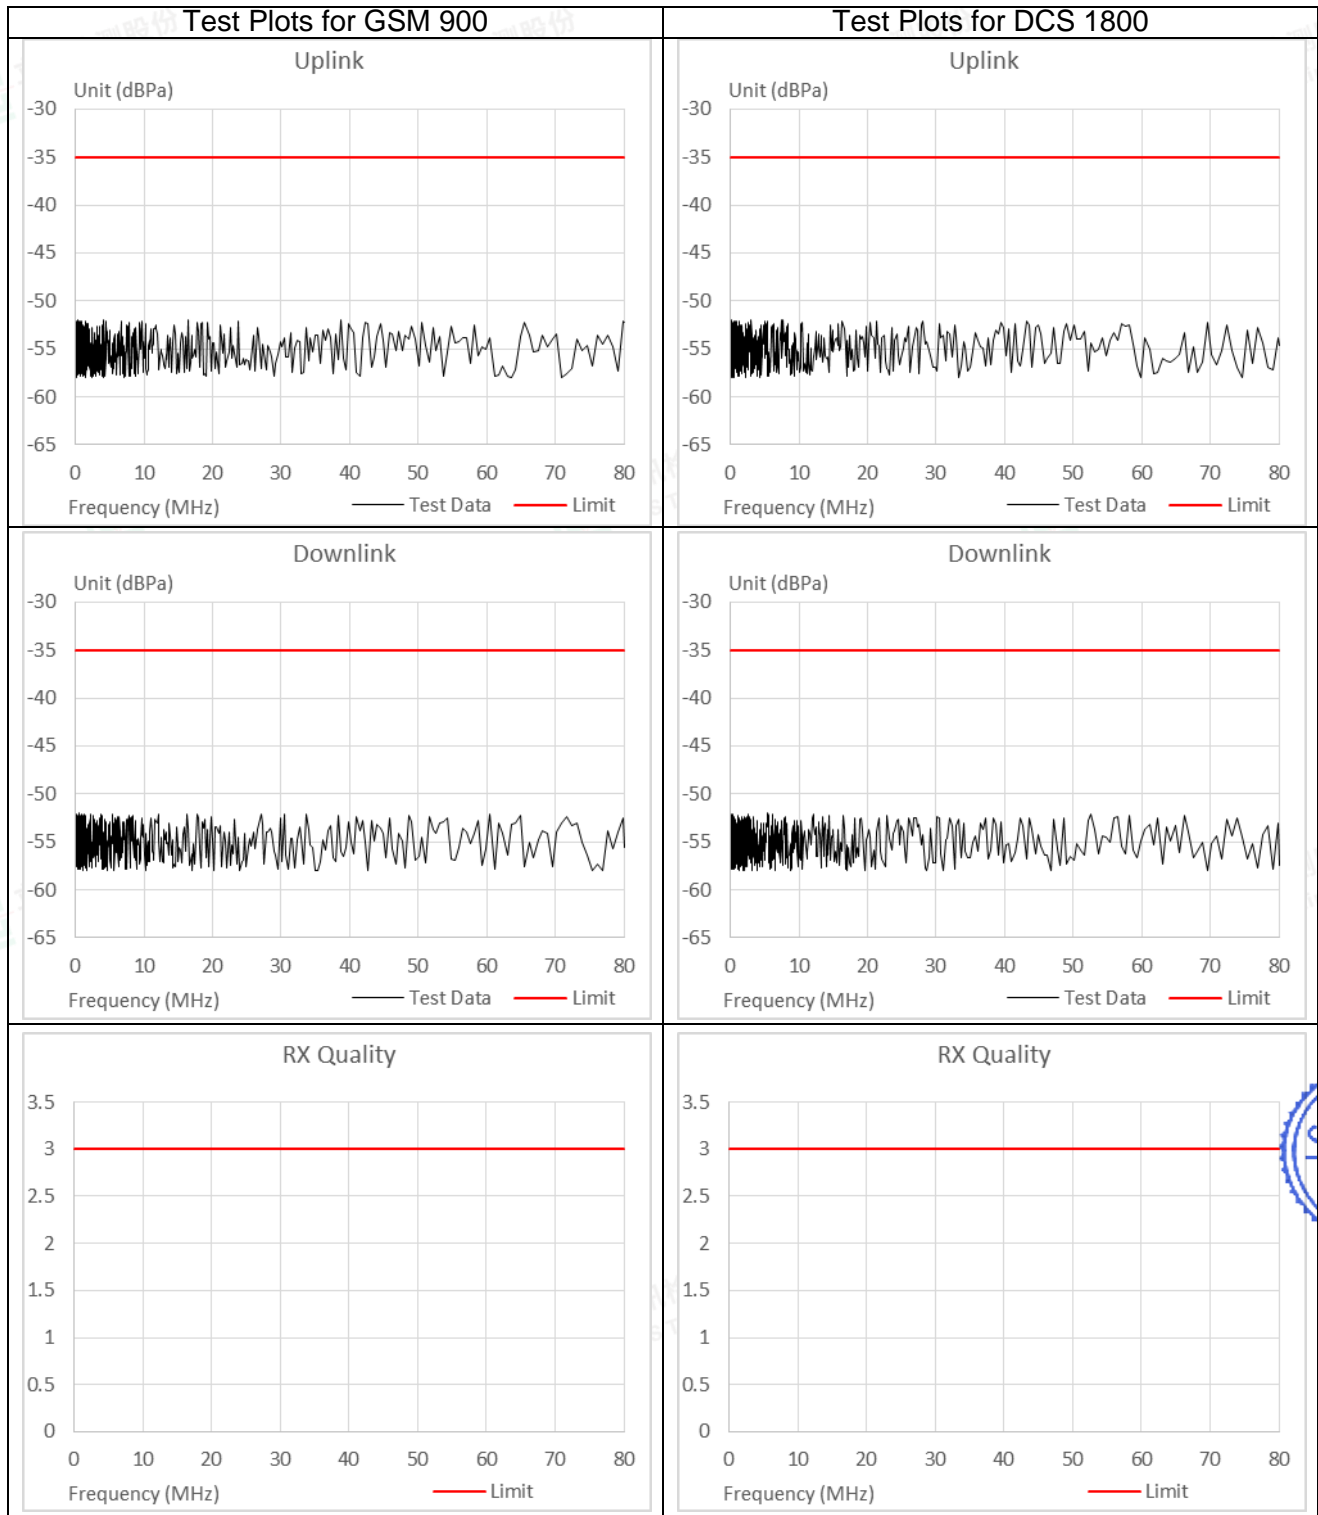 Test Plots for GSM 900
Test Plots for DCS 1800
Uplink
Unit (dBPa)
-30
-35
-40
-45
-50
-55
-60
-65
0 10 20 30 40 50 60 70 80
Frequency (MHz) Test Data Limit
Uplink
Unit (dBPa)
-30
-35
-40
-45
-50
-55
-60
-65
0 10 20 30 40 50 60 70 80
Frequency (MHz) Test Data Limit
Downlink
Unit (dBPa)
-30
-35
-40
-45
-50
-55
-60
-65
0 10 20 30 40 50 60 70 80
Frequency (MHz) Test Data Limit
Downlink
Unit (dBPa)
-30
-35
-40
-45
-50
-55
-60
-65
0 10 20 30 40 50 60 70 80
Frequency (MHz) Test Data Limit
RX Quality
3.5
3
2.5
2
1.5
1
0.5
0
0 10 20 30 40 50 60 70 80
Frequency (MHz) Limit
RX Quality
3.5
3
2.5
2
1.5
1
0.5
0
0 10 20 30 40 50 60 70 80
Frequency (MHz) Limit